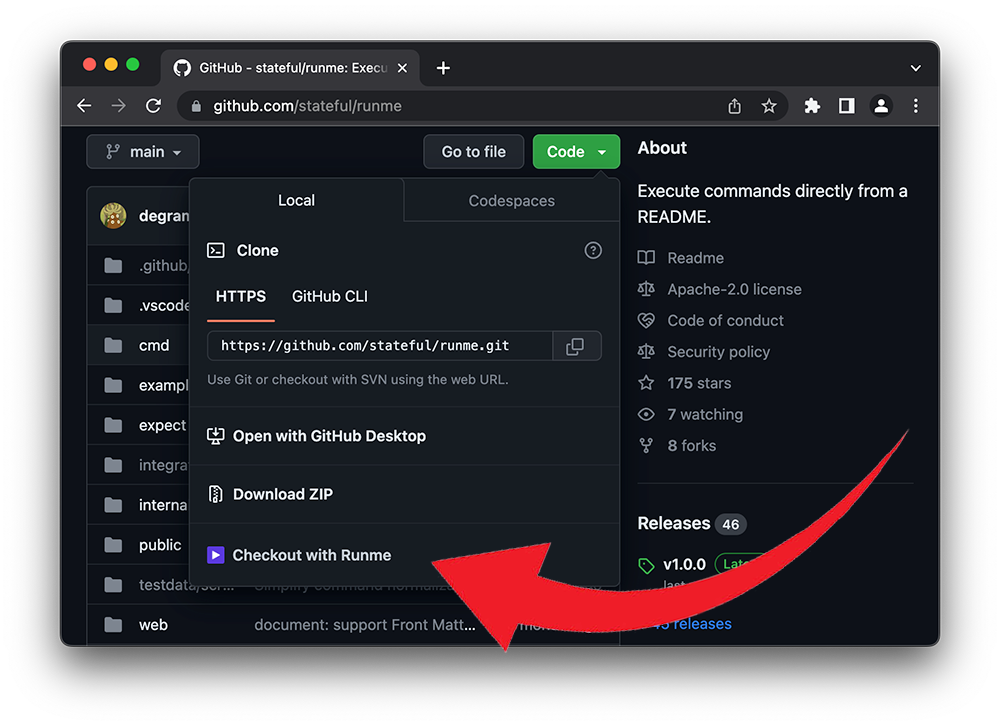 GitHub - stateful/runme: Execu
github.com/stateful/runme
main
Go to file
Code
About
Execute commands directly from a
README.
Local
Codespaces
degran
Clone
HTTPS
GitHub CLI
https://github.com/stateful/runme.git
Use Git or checkout with SVN using the web URL.
Open with GitHub Desktop
Download ZIP
Checkout with Runme
.github/
.vscode
cmd
exampl
expect
integra
interna
public
testdata/scr...
web
document: support Front Matt...
Readme
Apache-2.0 license
Code of conduct
Security policy
175 stars
7 watching
8 forks
Releases 46
v1.0.0
Late
last
releases